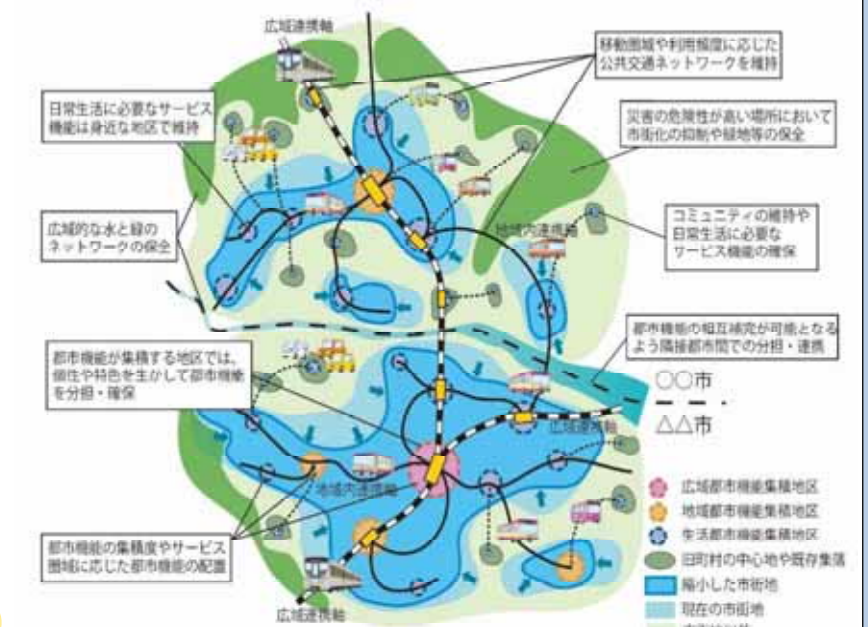 広域連携軸
移動圏域や利用頻度に応じた
公共交通ネットワークを維持
日常生活に必要なサービス
機能は身近な地区で維持
災害の危険性が高い場所において
市街化の抑制や緑地等の保全
広域的な水と緑の
ネットワークの保全
地域内連携軸
コミュニティの維持や
日常生活に必要な
サービス機能の確保
都市機能の相互補完が可能となる
よう隣接都市間での分担・連携
都市機能が集積する地区では、
個性や特色を生かして都市機能
を分担・確保
〇〇市
△△市
広域連携軸
地域内連携軸
都市機能の集積度やサービス
圏域に応じた都市機能の配置
広域連携軸
広域都市機能集積地区
地域都市機能集積地区
生活都市機能集積地区
旧町村の中心地や既存集落
縮小した市街地
現在の市街地